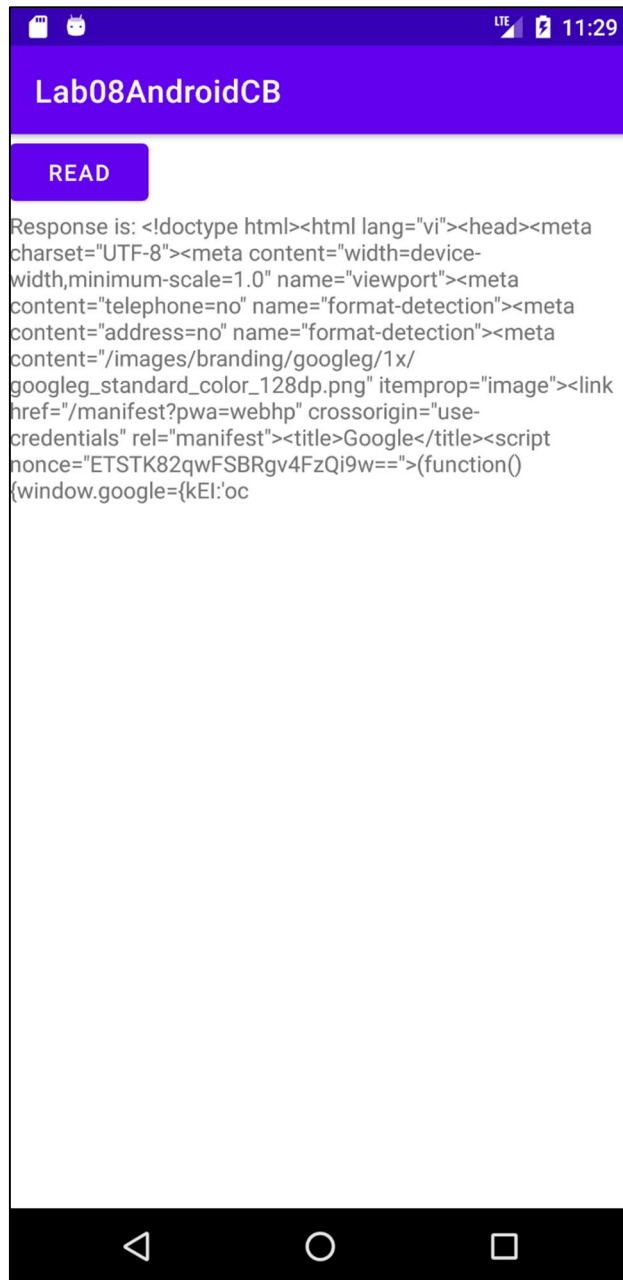 LTE 11:29
Lab08AndroidCB
READ
Response is: <!doctype html><html lang="vi"><head><meta
charset="UTF-8"><meta content="width=device-
width,minimum-scale=1.0" name="viewport"><meta
content="telephone=no" name="format-detection"><meta
content="address=no" name="format-detection"><meta
content="/images/branding/googleg/1x/
googleg_standard_color_128dp.png" itemprop="image"><link
href="/manifest?pwa=webhp" crossorigin="use-
credentials" rel="manifest"><title>Google</title><script
nonce="ETSTK82qwFSBRgv4FzQi9w==">(function()
{window.google={kEI:'oc